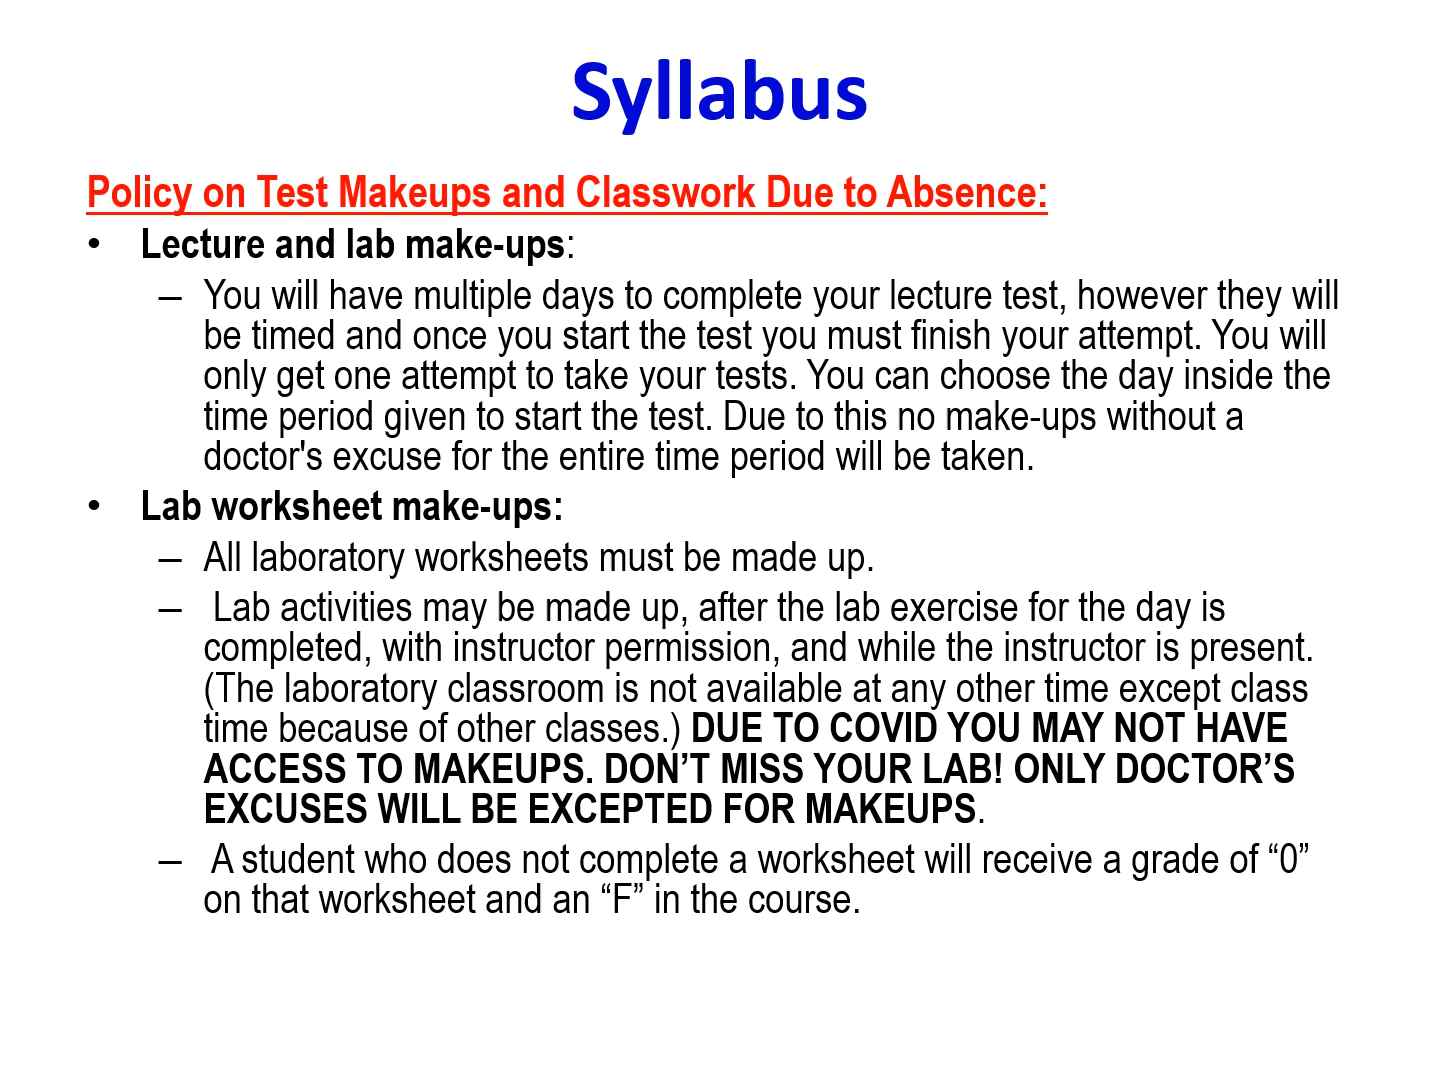 Syllabus
Policy on Test Makeups and Classwork Due to Absence:
• Lecture and lab make-ups:
– You will have multiple days to complete your lecture test, however they will
be timed and once you start the test you must finish your attempt. You will
only get one attempt to take your tests. You can choose the day inside the
time period given to start the test. Due to this no make-ups without a
doctor's excuse for the entire time period will be taken.
• Lab worksheet make-ups:
– All laboratory worksheets must be made up.
– Lab activities may be made up, after the lab exercise for the day is
completed, with instructor permission, and while the instructor is present.
(The laboratory classroom is not available at any other time except class
time because of other classes.) DUE TO COVID YOU MAY NOT HAVE
ACCESS TO MAKEUPS. DON’T MISS YOUR LAB! ONLY DOCTOR’S
EXCUSES WILL BE EXCEPTED FOR MAKEUPS.
– A student who does not complete a worksheet will receive a grade of “0”
on that worksheet and an “F” in the course.